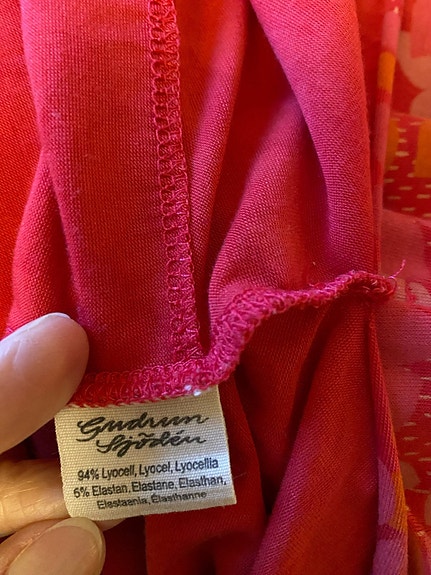 Gudrun
Sjödén
94% Lyocell, Lyocel, Lyocellia
6% Elastan, Elastane, Elasthan,
Elastaania, Élasthanne